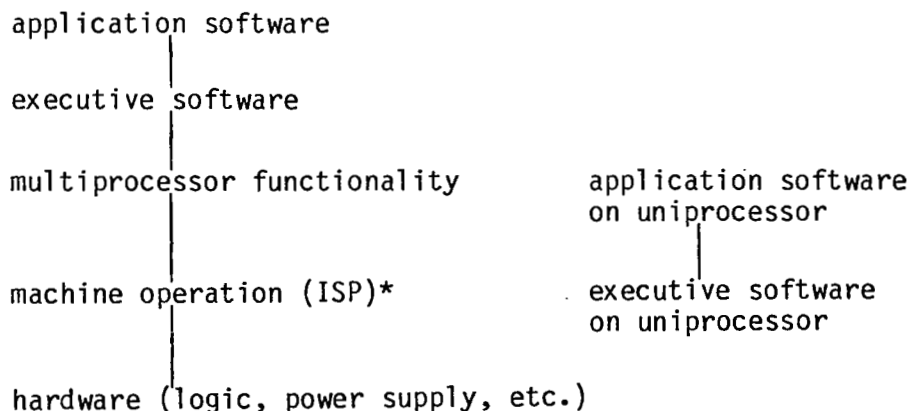 application software
executive software
multiprocessor functionality
application software
on uniprocessor
machine operation (ISP)*
executive software
on uniprocessor
hardware (logic, power supply, etc.)